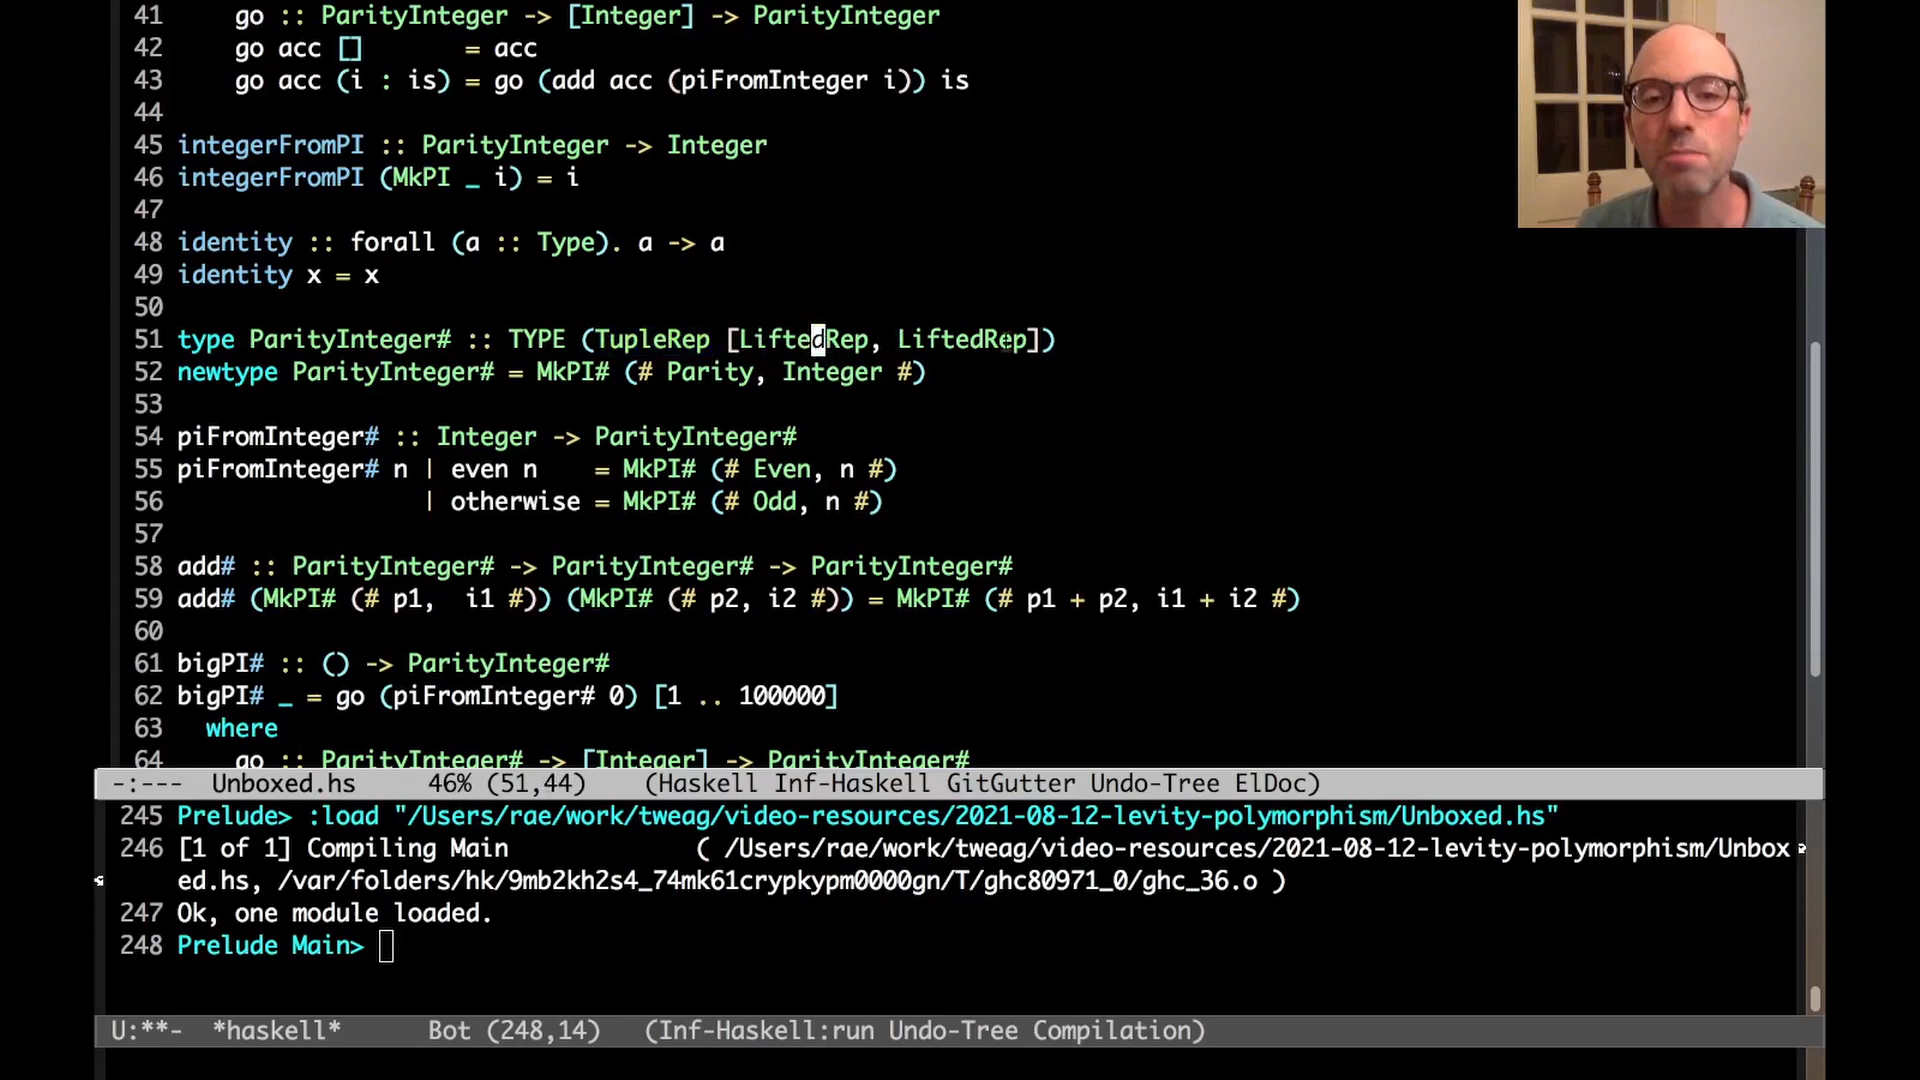 41 go :: ParityInteger -> [Integer] -> ParityInteger
42 go acc [] = acc
43 go acc (i : is) = go (add acc (piFromInteger i)) is
44
45 integerFromPI :: ParityInteger -> Integer
46 integerFromPI (MkPI _ i) = i
47
48 identity :: forall (a :: Type). a -> a
49 identity x = x
50
51 type ParityInteger# :: TYPE (TupleRep [LiftedRep, LiftedRep])
52 newtype ParityInteger# = MkPI# (# Parity, Integer #)
53
54 piFromInteger# :: Integer -> ParityInteger#
55 piFromInteger# n | even n = MkPI# (# Even, n #)
56 | otherwise = MkPI# (# Odd, n #)
57
58 add# :: ParityInteger# -> ParityInteger# -> ParityInteger#
59 add# (MkPI# (# p1, i1 #)) (MkPI# (# p2, i2 #)) = MkPI# (# p1 + p2, i1 + i2 #)
60
61 bigPI# :: () -> ParityInteger#
62 bigPI# _ = go (piFromInteger# 0) [1 .. 100000]
63 where
64 go :: ParityInteger# -> [Integer] -> ParityInteger#
-:--- Unboxed.hs 46% (51,44) (Haskell Inf-Haskell GitGutter Undo-Tree ElDoc)
245 Prelude> :load "/Users/rae/work/tweag/video-resources/2021-08-12-levity-polymorphism/Unboxed.hs"
246 [1 of 1] Compiling Main ( /Users/rae/work/tweag/video-resources/2021-08-12-levity-polymorphism/Unbox
ed.hs, /var/folders/hk/9mb2kh2s4_74mk61crypkypm0000gn/T/ghc80971_0/ghc_36.o )
247 Ok, one module loaded.
248 Prelude Main>
U:**- *haskell* Bot (248,14) (Inf-Haskell:run Undo-Tree Compilation)